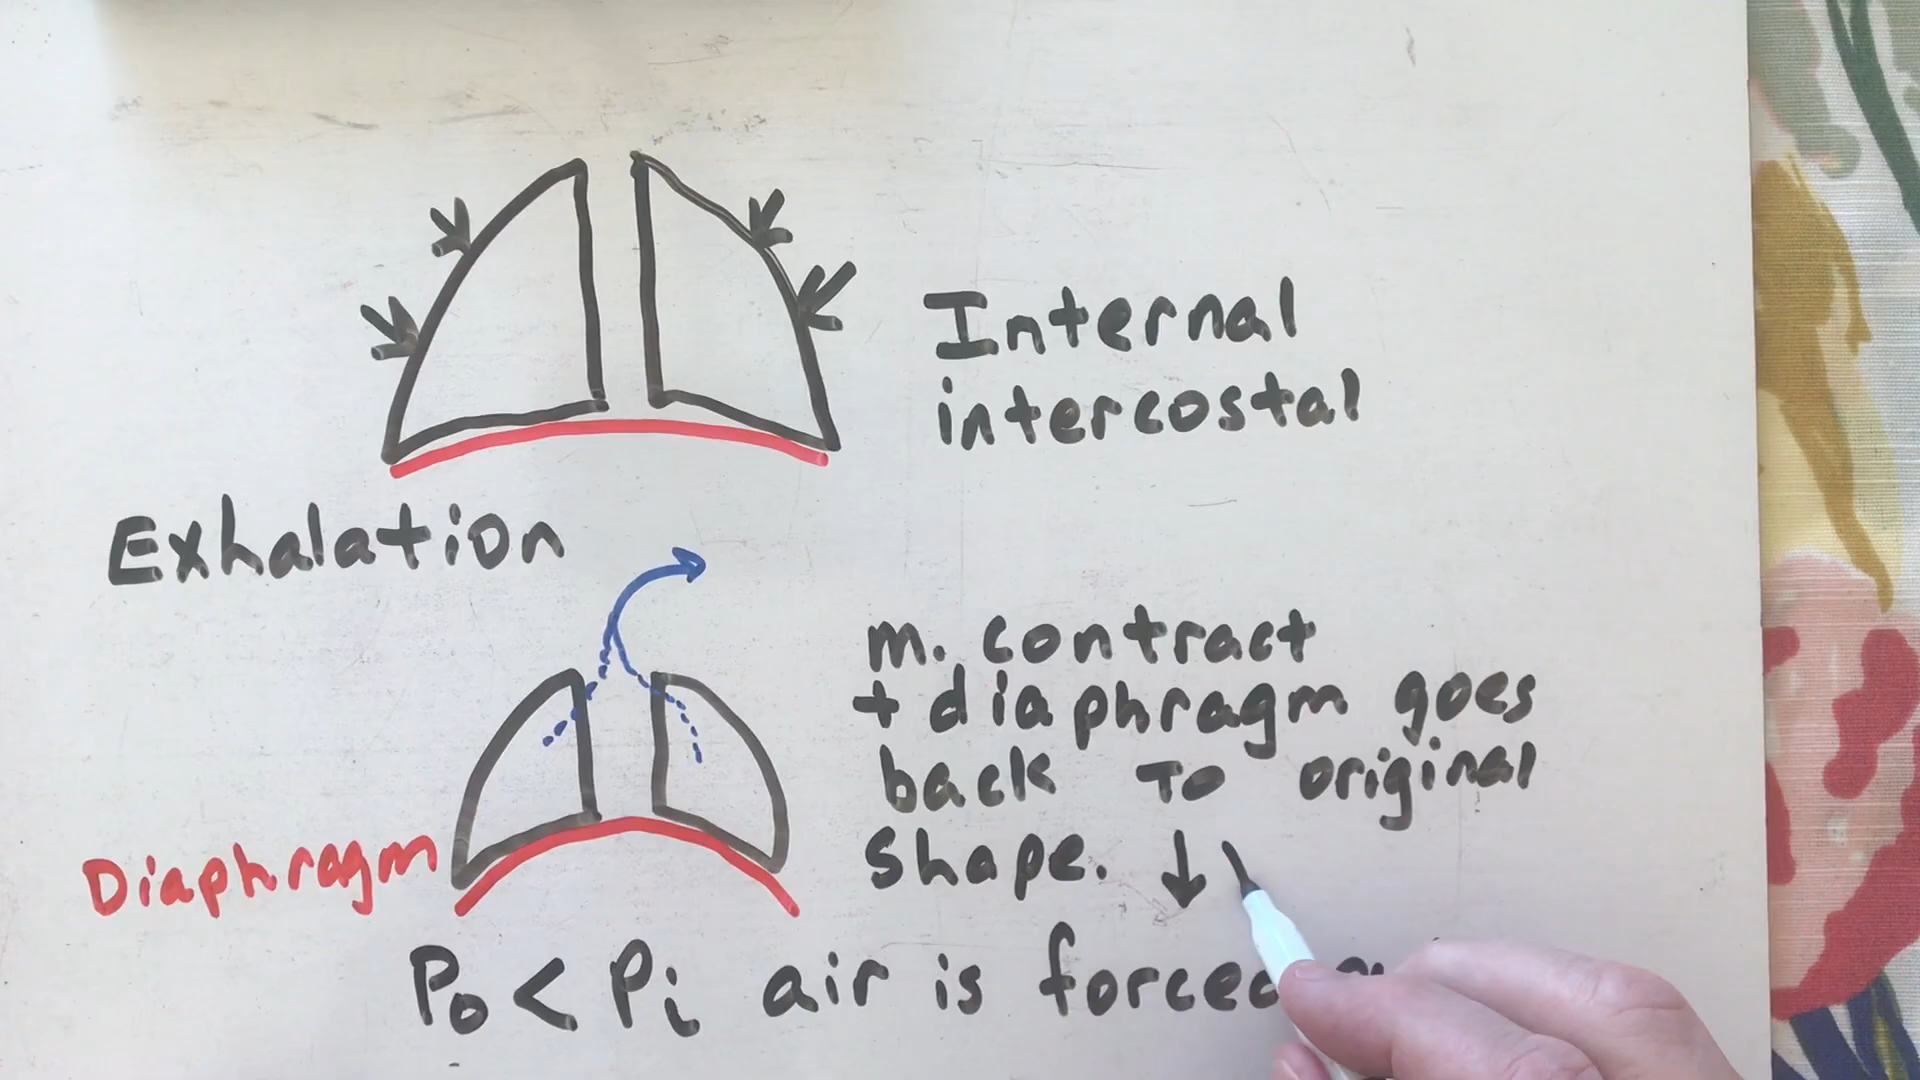 Internal
intercostal
Exhalation
m. contract
+ diaphragm goes
back to original
shape. ↓
Diaphragm
Po < Pi air is forced